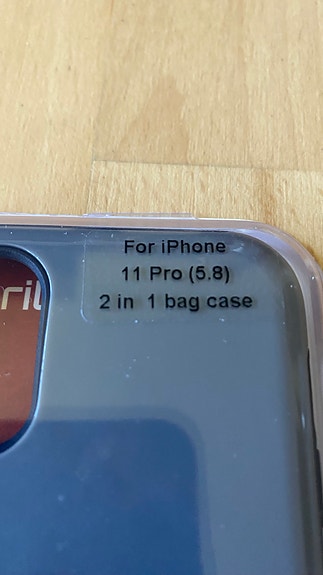 For iPhone
11 Pro (5.8)
2 in 1 bag case